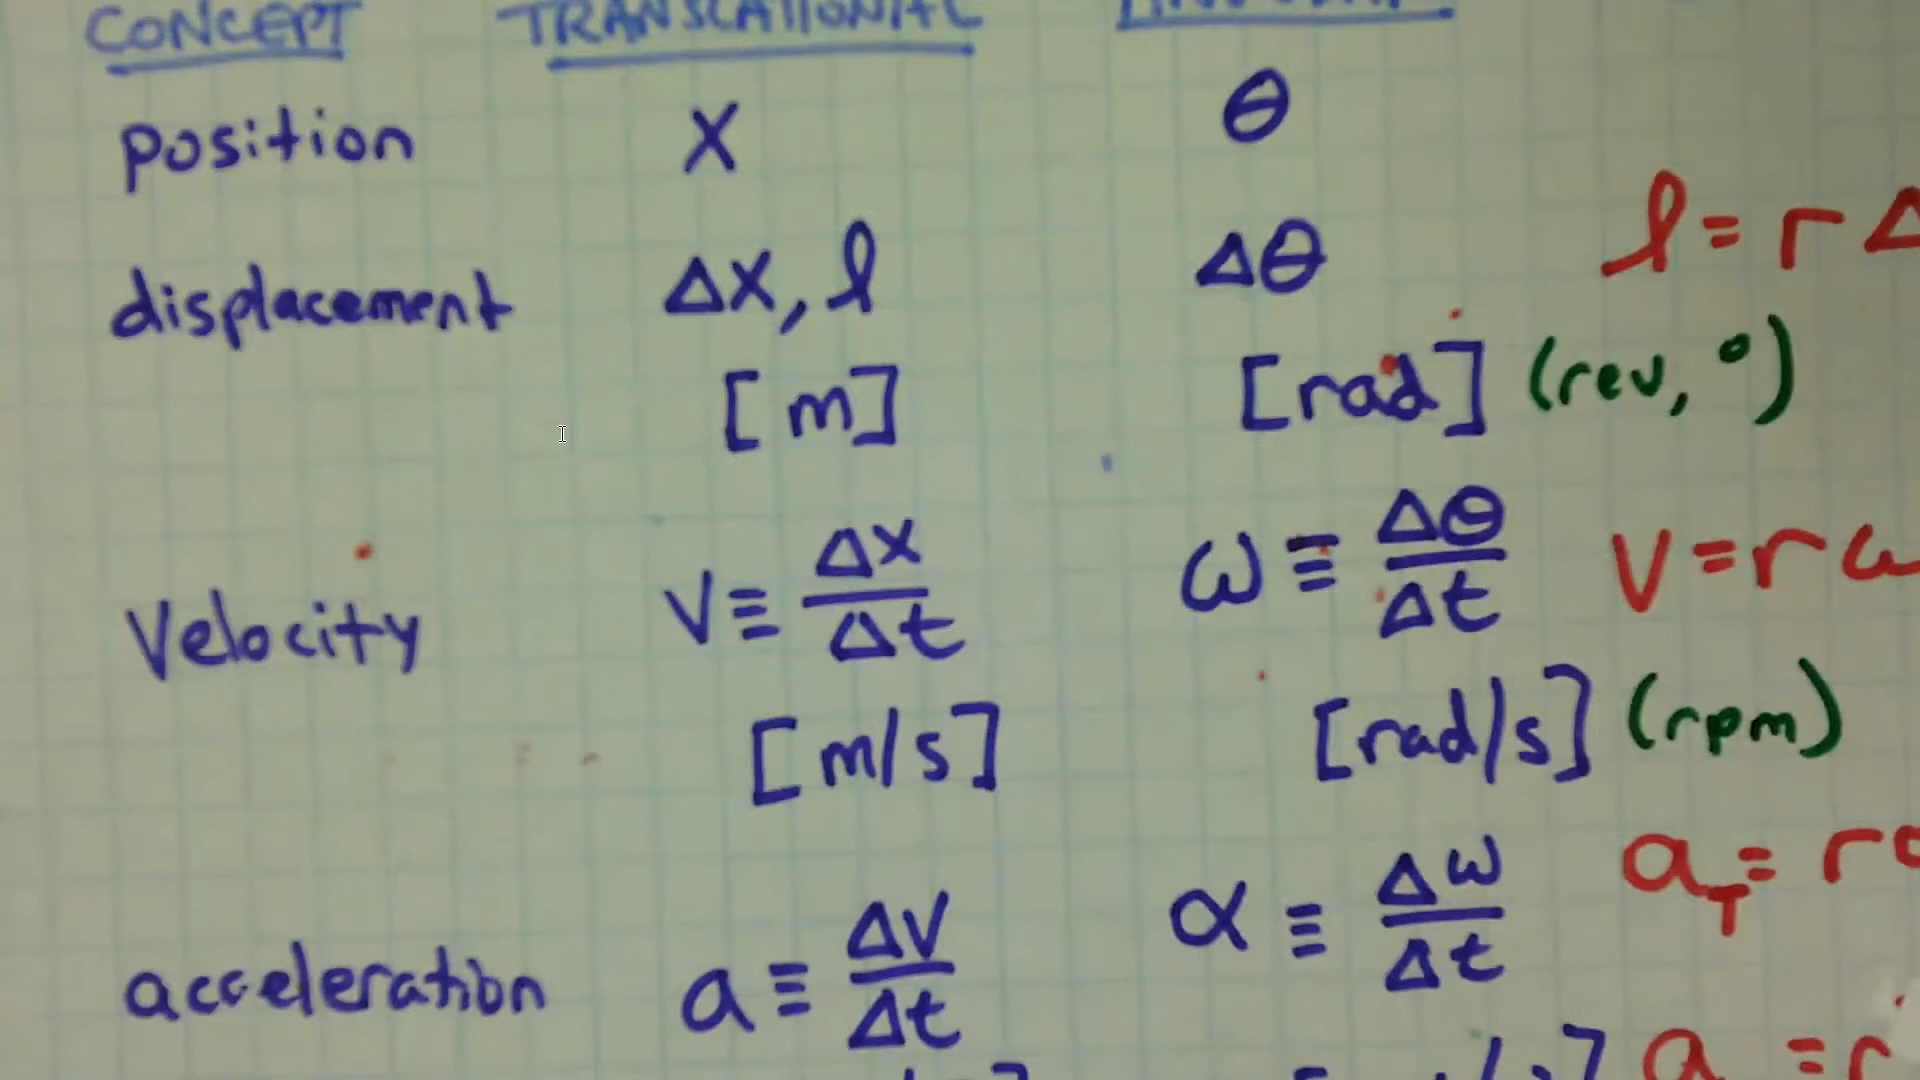 CONCEPT TRANSLATIONAL
position X θ
displacement Δx, l Δθ l = r Δ
[m] [rad] (rev, °)
Velocity V ≡ Δx/Δt ω ≡ Δθ/Δt V = r ω
[m/s] [rad/s] (rpm)
acceleration a ≡ ΔV/Δt α ≡ Δω/Δt a_T = r
a = r